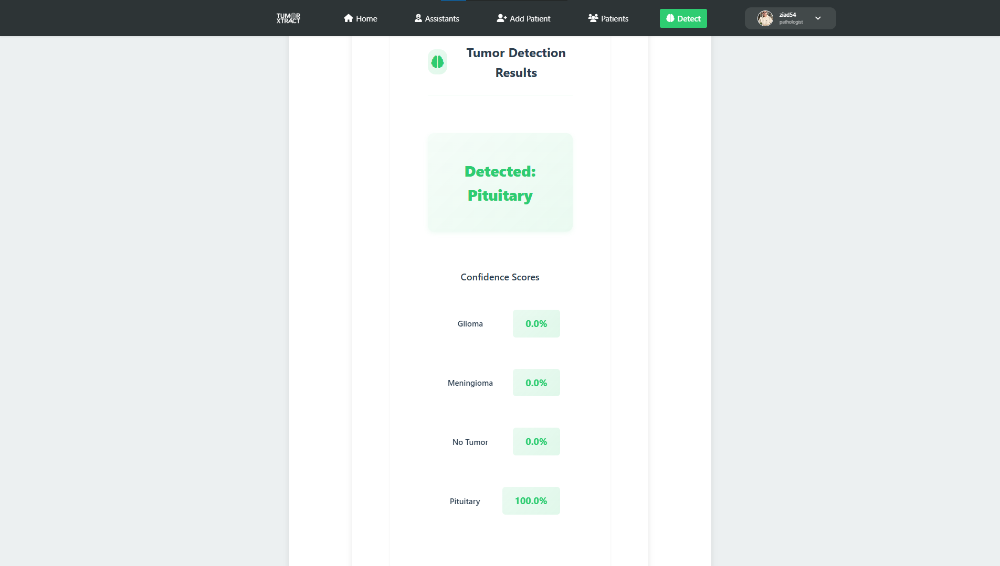 TUMOR
XTRACT
Home
Assistants
Add Patient
Patients
Detect
ziad54
pathologist
Tumor Detection
Results
Detected:
Pituitary
Confidence Scores
Glioma
0.0%
Meningioma
0.0%
No Tumor
0.0%
Pituitary
100.0%